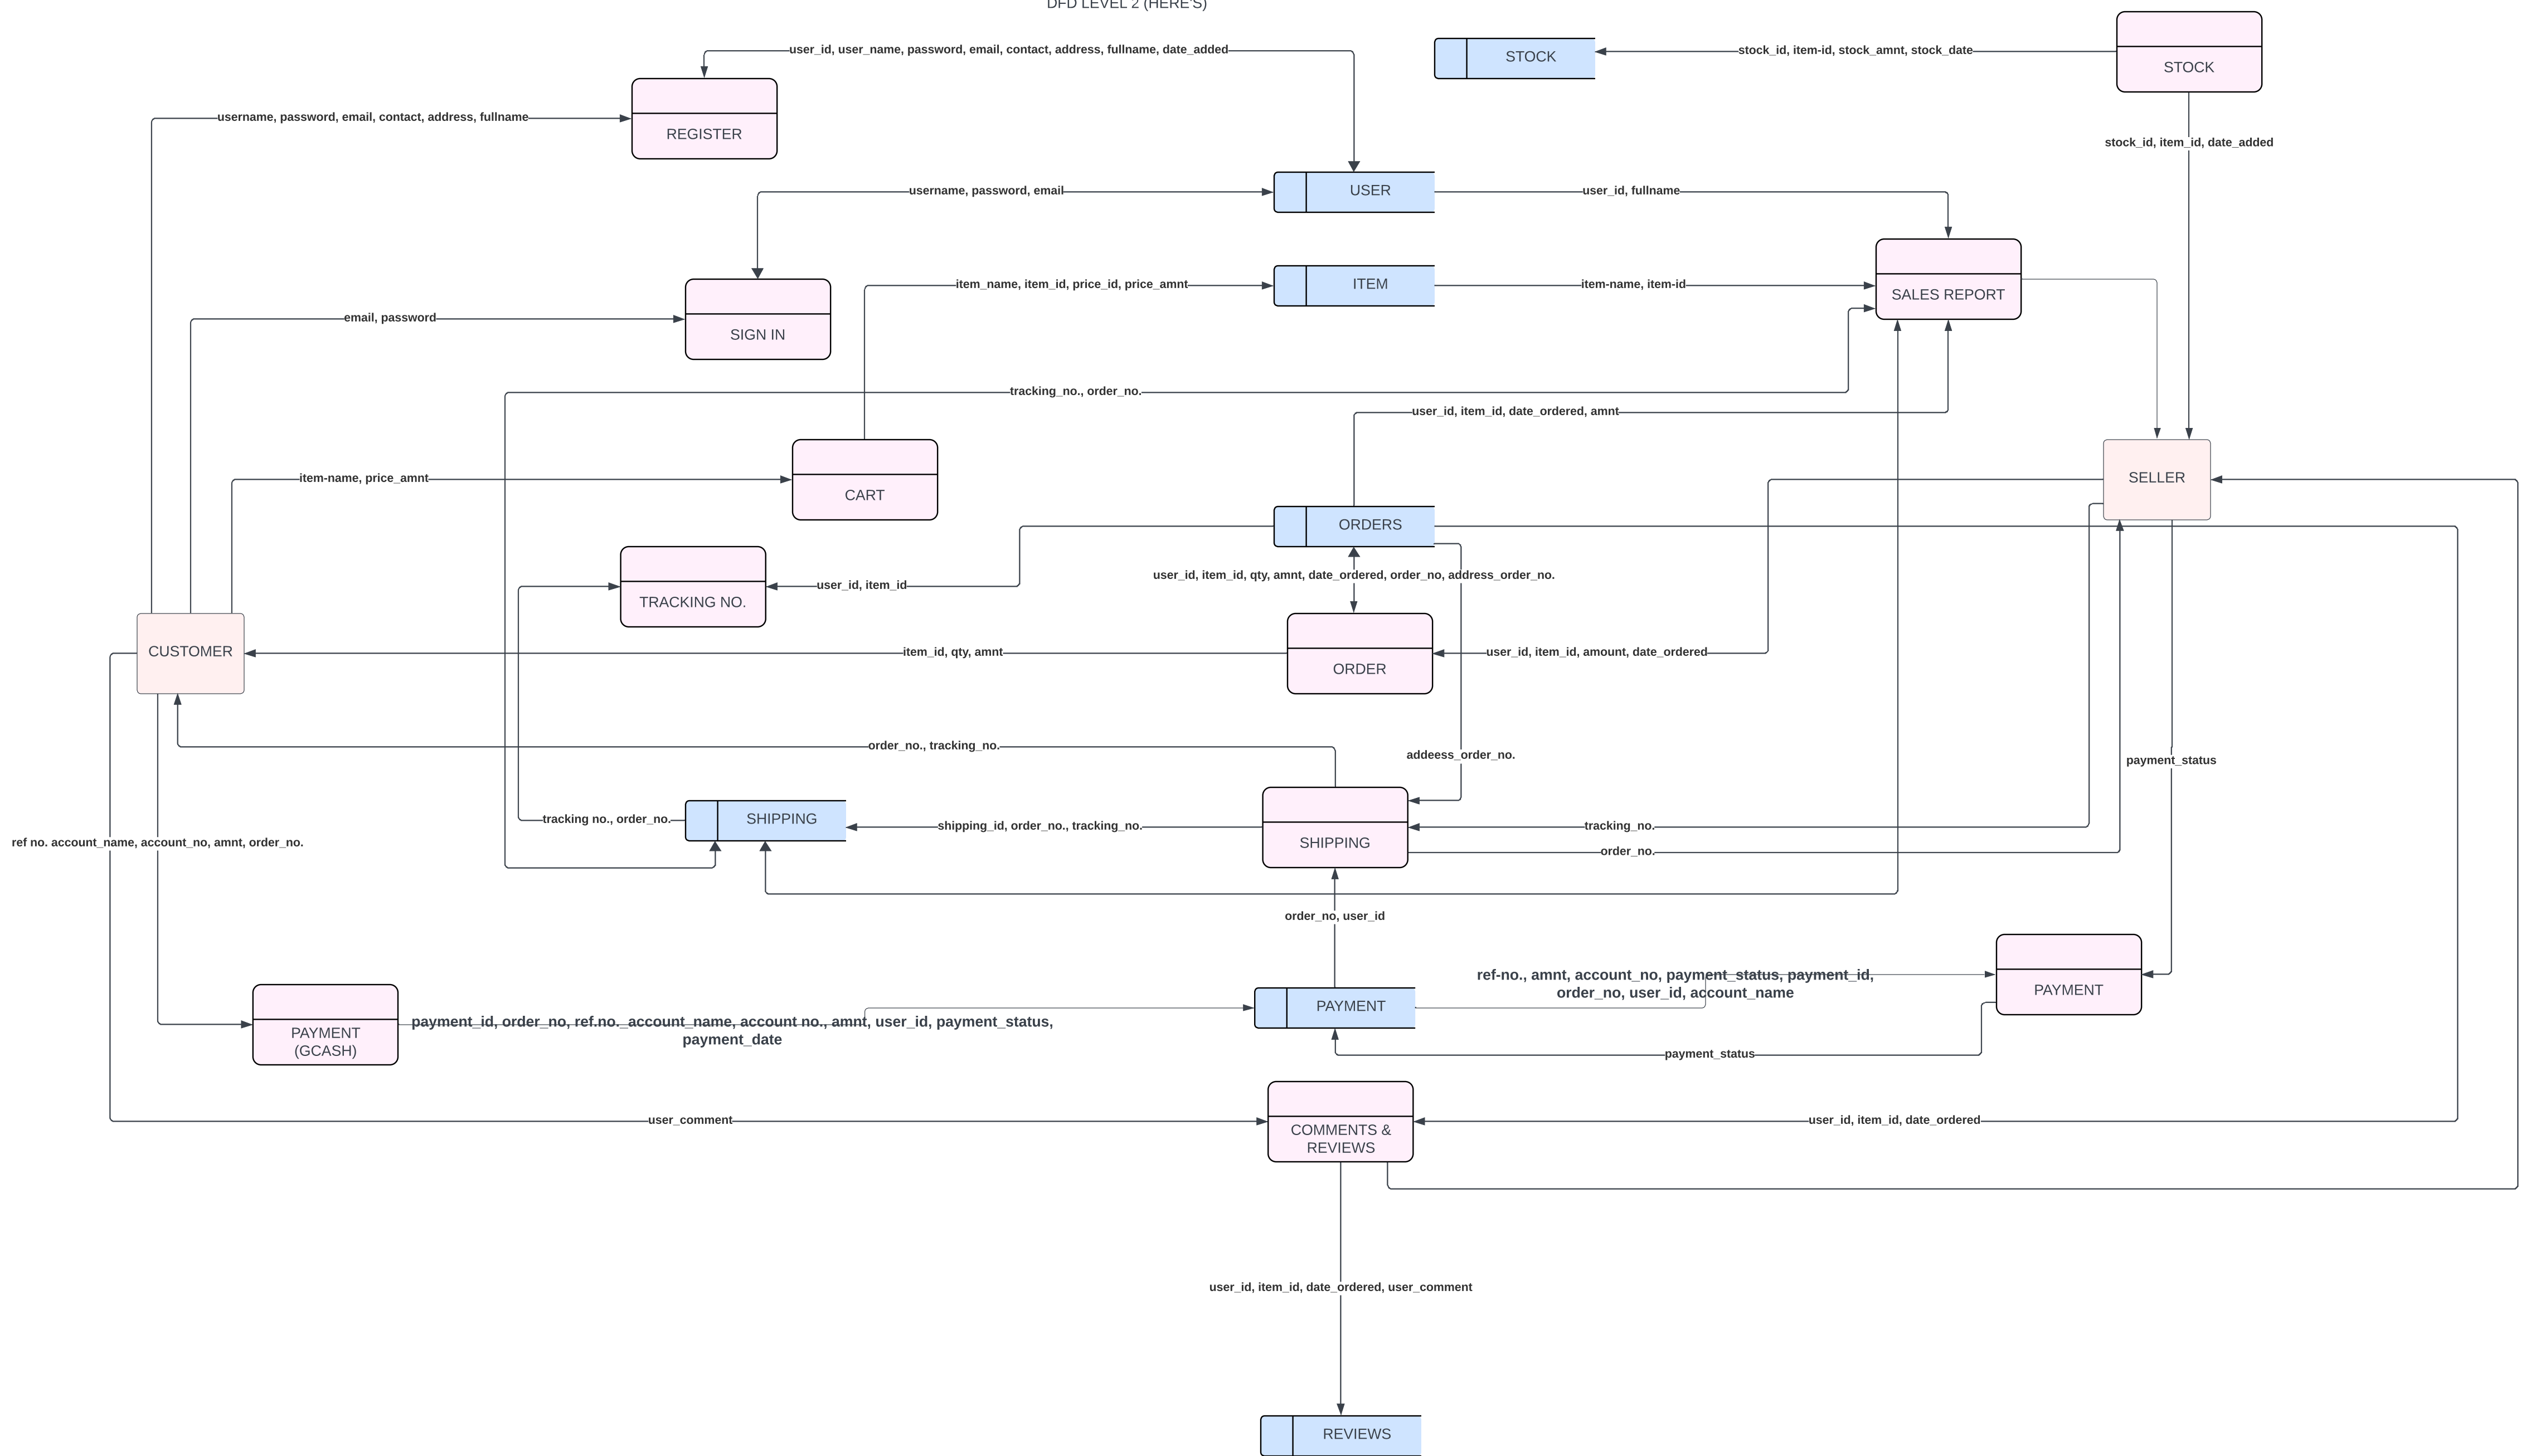 DFD LEVEL 2 (HERE'S)
user_id, user_name, password, email, contact, address, fullname, date_added
STOCK
stock_id, item-id, stock_amnt, stock_date
STOCK
username, password, email, contact, address, fullname
REGISTER
stock_id, item_id, date_added
username, password, email
USER
user_id, fullname
item_name, item_id, price_id, price_amnt
ITEM
item-name, item-id
SALES REPORT
email, password
SIGN IN
tracking_no., order_no.
user_id, item_id, date_ordered, amnt
item-name, price_amnt
CART
SELLER
ORDERS
user_id, item_id, qty, amnt, date_ordered, order_no, address_order_no.
user_id, item_id
TRACKING NO.
CUSTOMER
item_id, qty, amnt
ORDER
user_id, item_id, amount, date_ordered
order_no., tracking_no.
addeess_order_no.
payment_status
tracking no., order_no.
SHIPPING
shipping_id, order_no., tracking_no.
SHIPPING
tracking_no.
order_no.
ref no. account_name, account_no, amnt, order_no.
order_no, user_id
ref-no., amnt, account_no, payment_status, payment_id,
order_no, user_id, account_name
PAYMENT
PAYMENT
PAYMENT
(GCASH)
payment_id, order_no, ref.no._account_name, account no., amnt, user_id, payment_status,
payment_date
payment_status
user_comment
COMMENTS &
REVIEWS
user_id, item_id, date_ordered
user_id, item_id, date_ordered, user_comment
REVIEWS